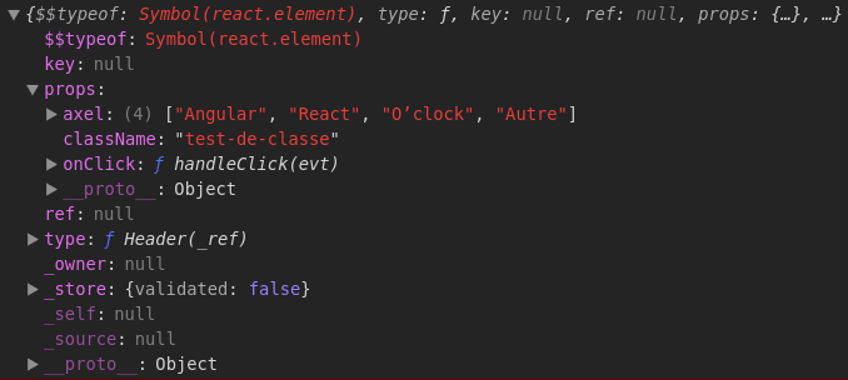 ▼{$$typeof: Symbol(react.element), type: ƒ, key: null, ref: null, props: {…}, …}
$$typeof: Symbol(react.element)
key: null
▼props:
▶axel: (4) ["Angular", "React", "O’clock", "Autre"]
className: "test-de-classe"
▶onClick: ƒ handleClick(evt)
▶__proto__: Object
ref: null
▶type: ƒ Header(_ref)
_owner: null
▶_store: {validated: false}
_self: null
_source: null
▶__proto__: Object